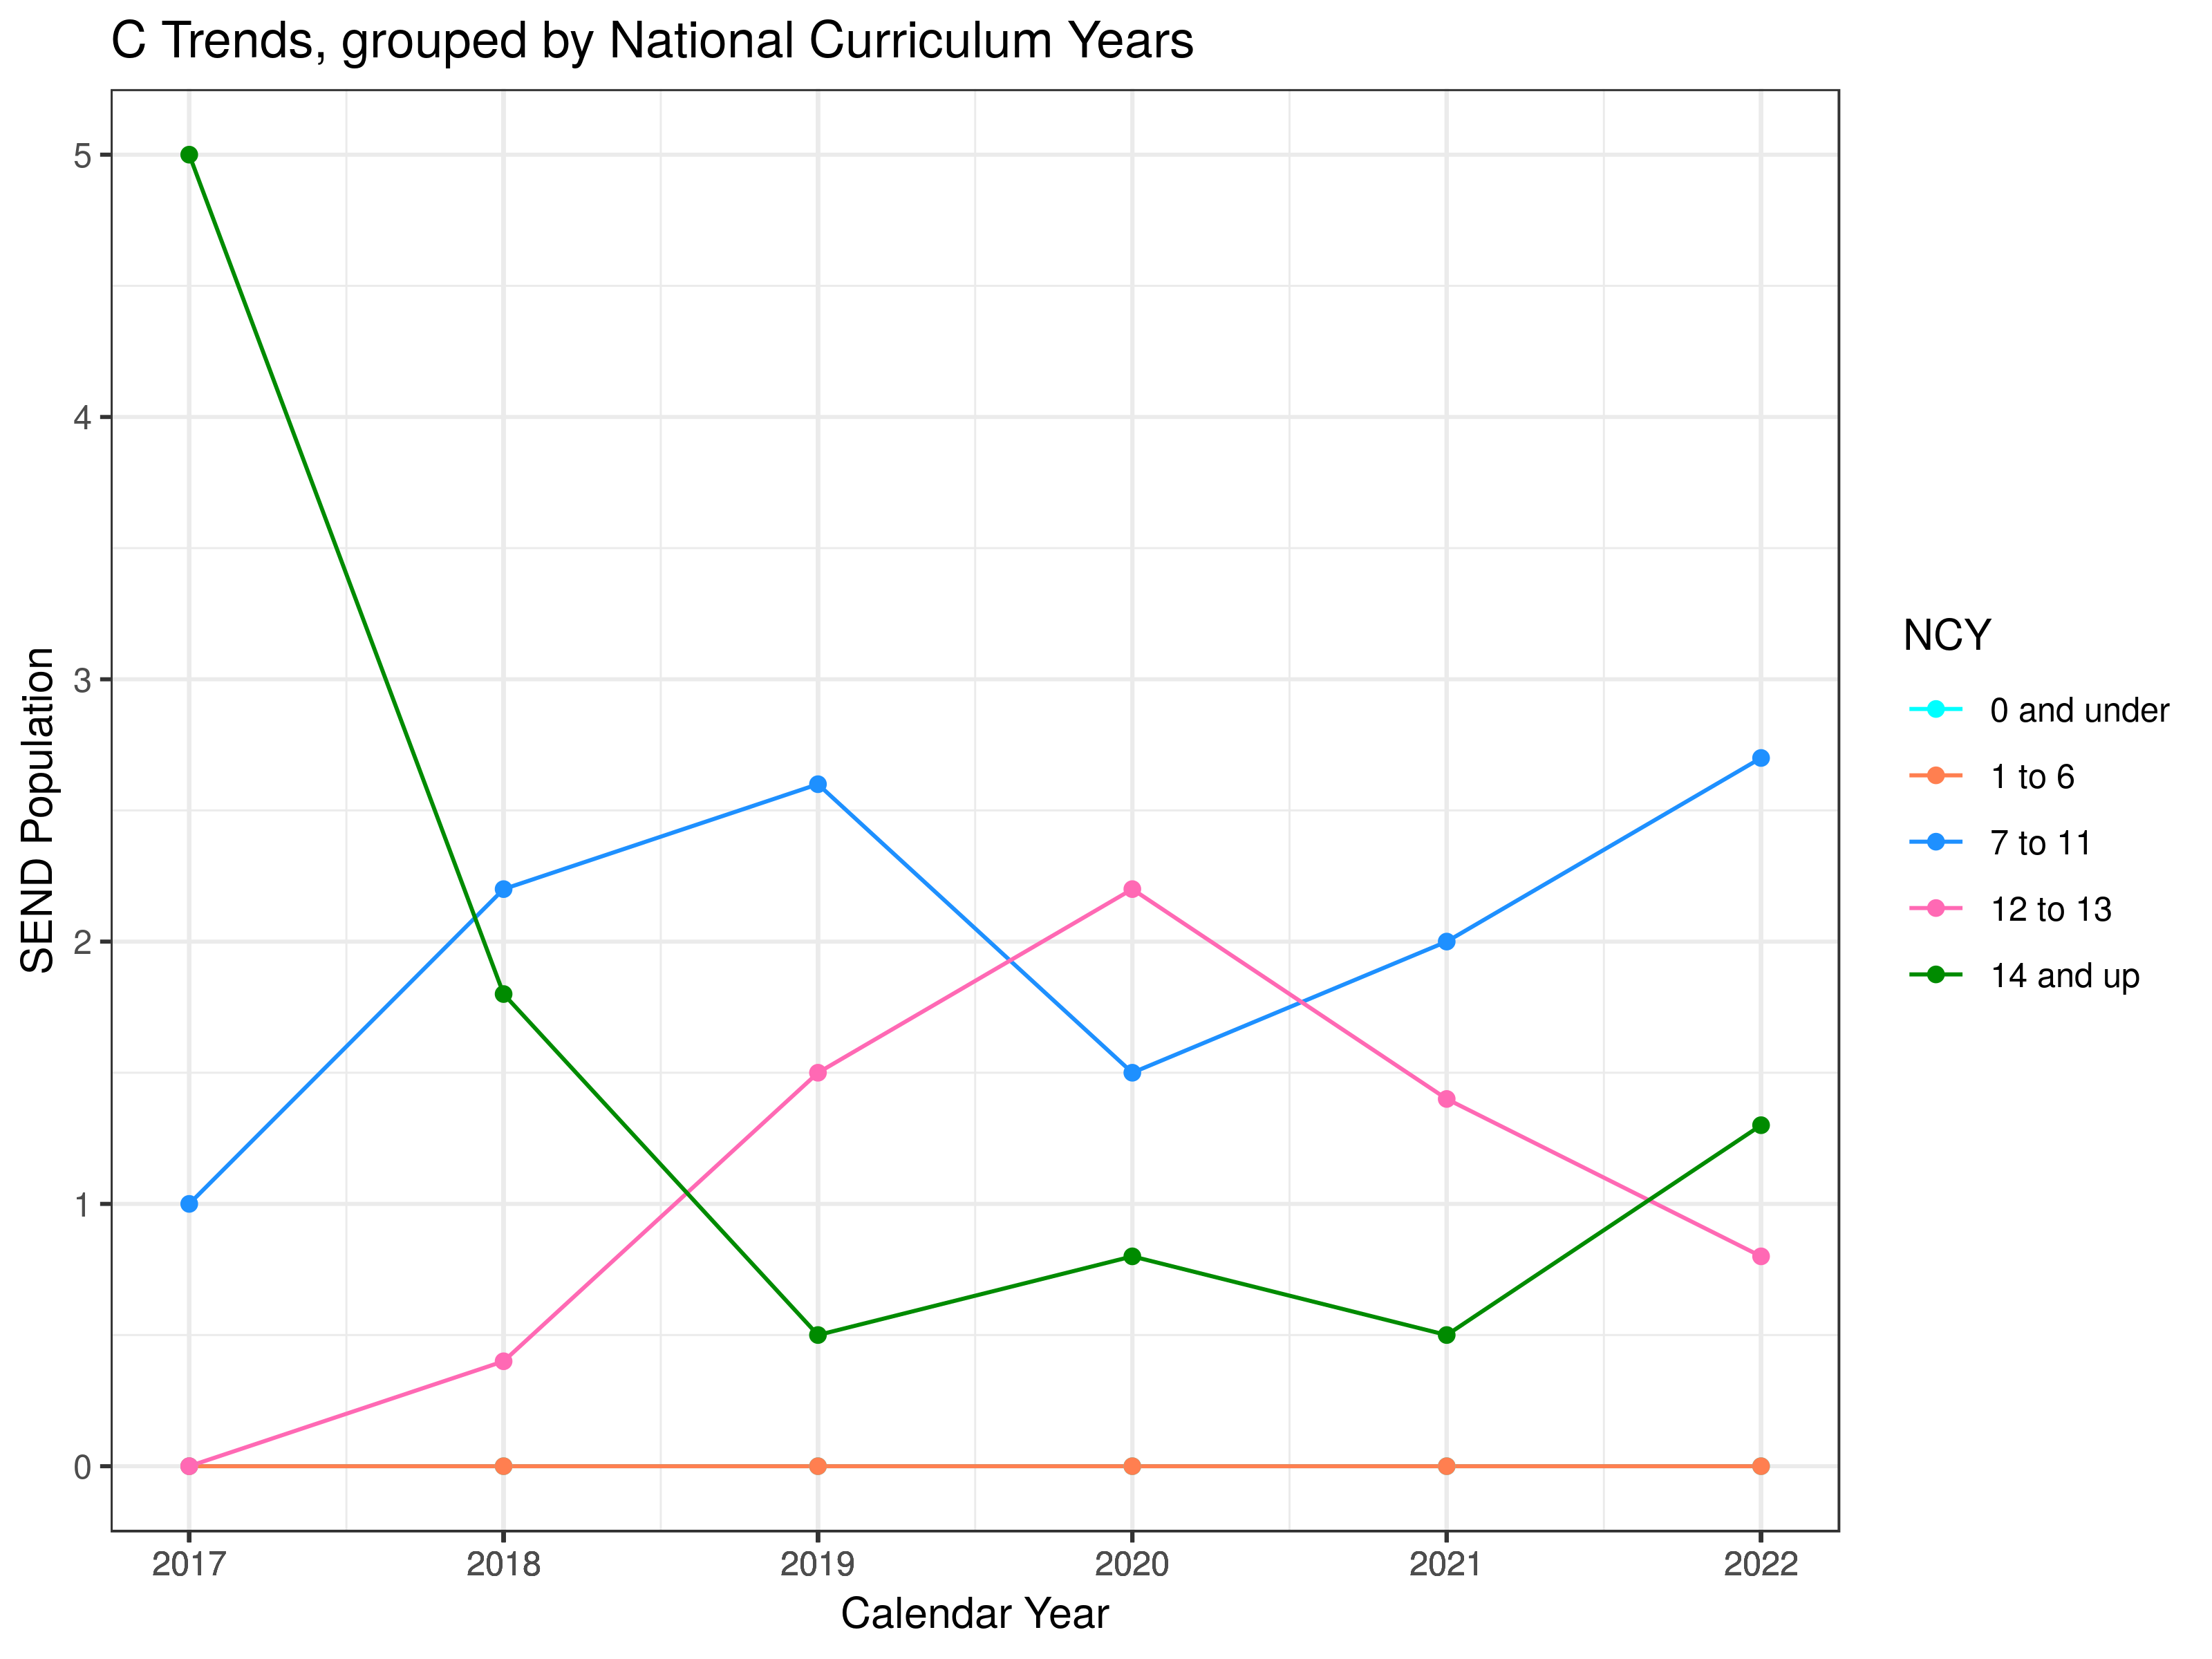 C Trends, grouped by National Curriculum Years
SEND Population
5
4
3
2
1
0
2017 2018 2019 2020 2021 2022
Calendar Year
NCY
0 and under
1 to 6
7 to 11
12 to 13
14 and up